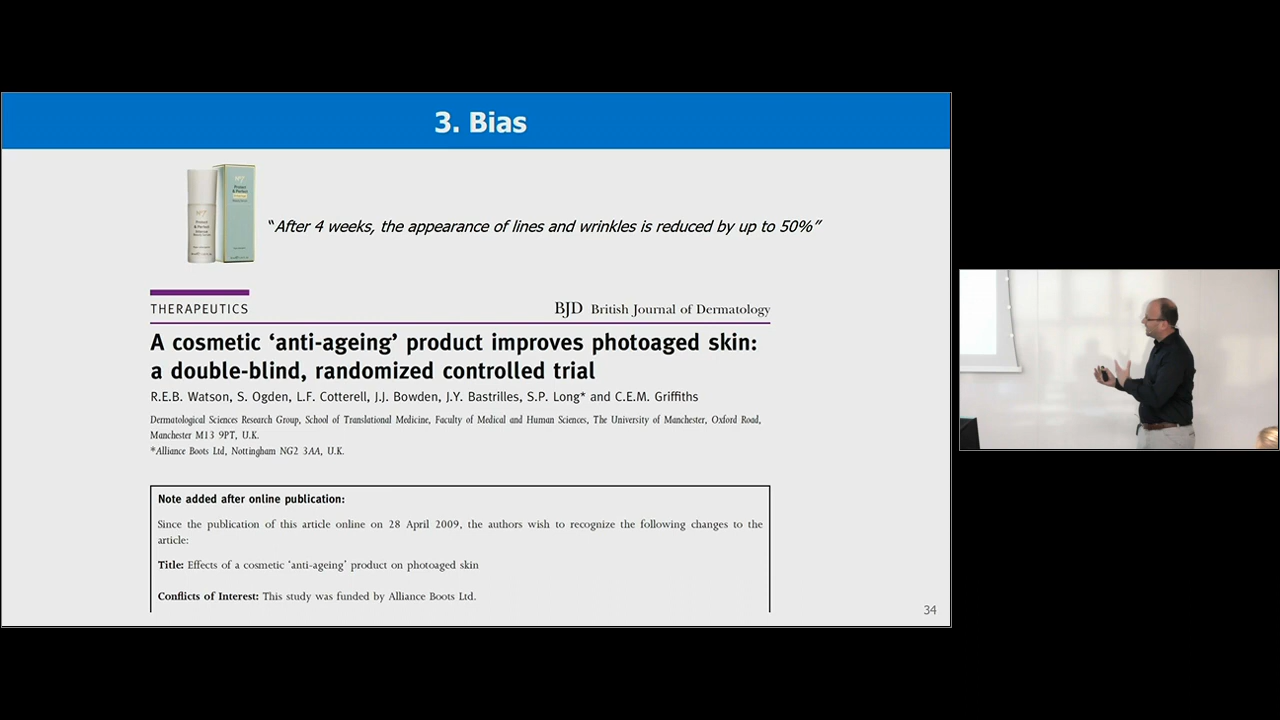 3. Bias
No7
Protect
& Perfect
No7
Protect
& Perfect
“After 4 weeks, the appearance of lines and wrinkles is reduced by up to 50%”
THERAPEUTICS
BJD British Journal of Dermatology
A cosmetic ‘anti-ageing’ product improves photoaged skin:
a double-blind, randomized controlled trial
R.E.B. Watson, S. Ogden, L.F. Cotterell, J.J. Bowden, J.Y. Bastrilles, S.P. Long* and C.E.M. Griffiths
Dermatological Sciences Research Group, School of Translational Medicine, Faculty of Medical and Human Sciences, The University of Manchester, Oxford Road,
Manchester M13 9PT, U.K.
*Alliance Boots Ltd, Nottingham NG2 3AA, U.K.
Note added after online publication:
Since the publication of this article online on 28 April 2009, the authors wish to recognize the following changes to the
article:
Title: Effects of a cosmetic ‘anti-ageing’ product on photoaged skin
Conflicts of Interest: This study was funded by Alliance Boots Ltd.
34